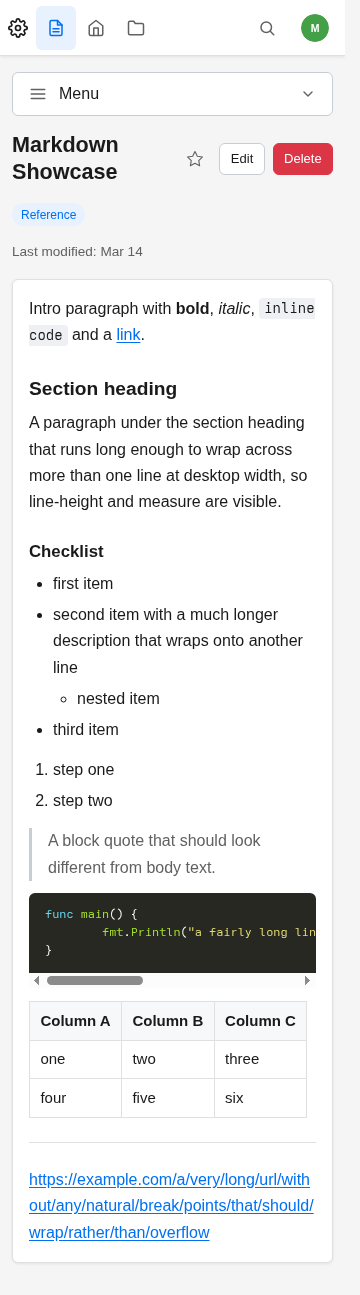 M
Menu
Markdown
Showcase
Edit
Delete
Reference
Last modified: Mar 14
Intro paragraph with bold, italic, inline
code and a link.
Section heading
A paragraph under the section heading
that runs long enough to wrap across
more than one line at desktop width, so
line-height and measure are visible.
Checklist
• first item
• second item with a much longer
description that wraps onto another
line
◦ nested item
• third item
1. step one
2. step two
A block quote that should look
different from body text.
func main() {
fmt.Println("a fairly long lin
}
Column A Column B Column C
one two three
four five six
https://example.com/a/very/long/url/with
out/any/natural/break/points/that/should/
wrap/rather/than/overflow